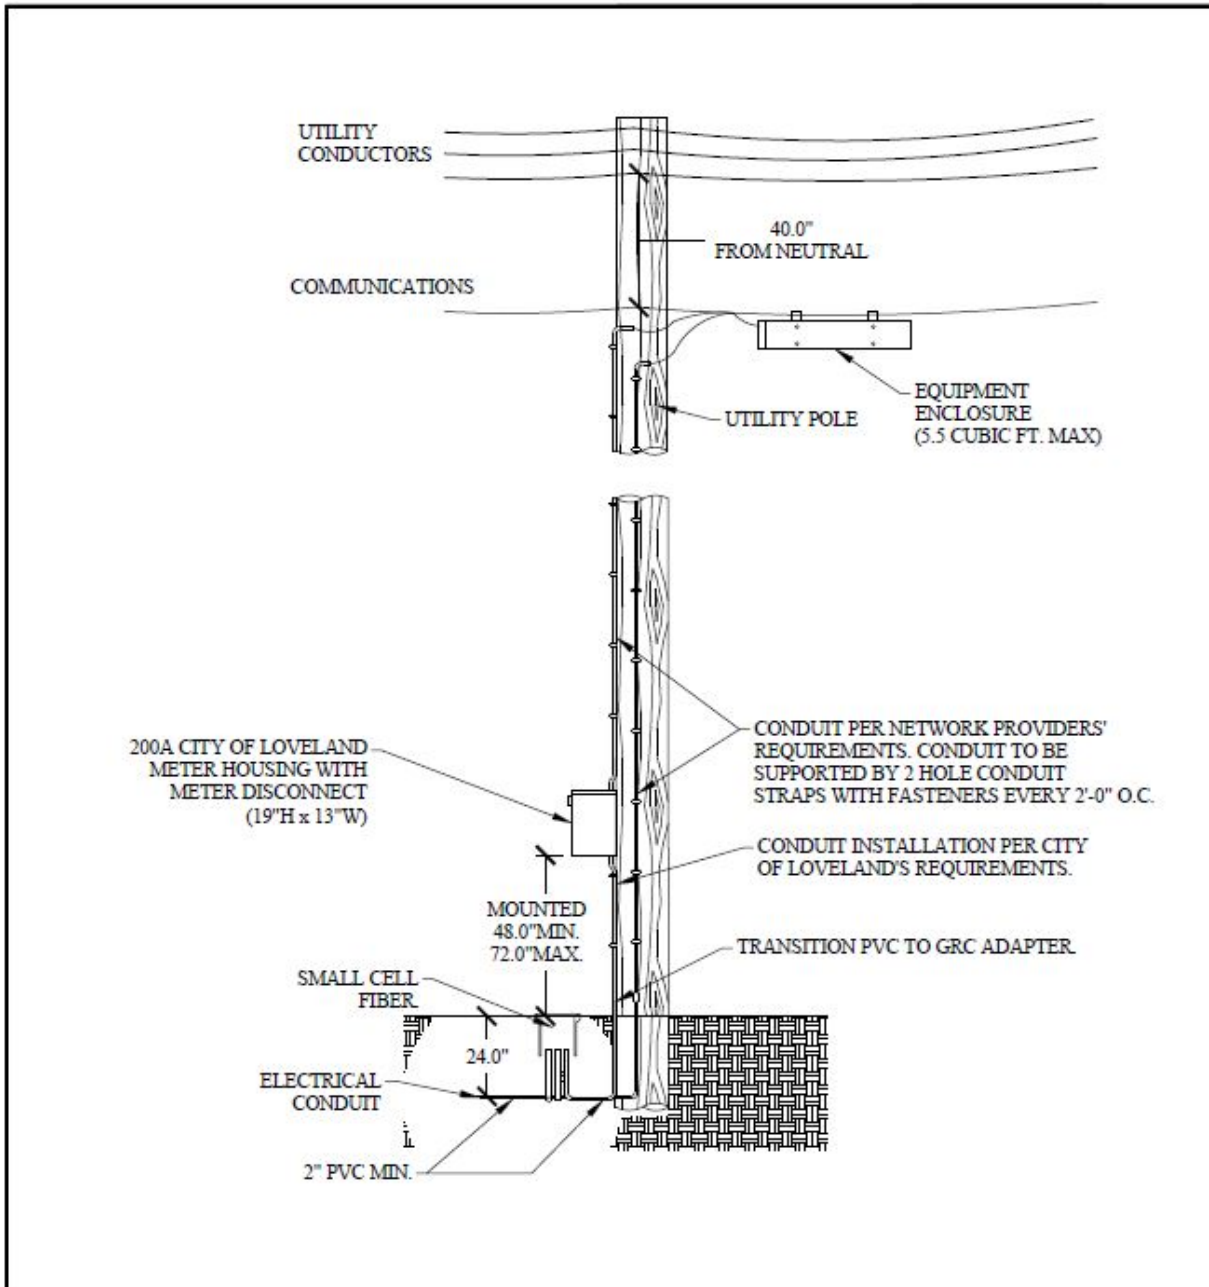 UTILITY
CONDUCTORS
40.0"
FROM NEUTRAL
COMMUNICATIONS
EQUIPMENT
ENCLOSURE
(5.5 CUBIC FT. MAX)
UTILITY POLE
CONDUIT PER NETWORK PROVIDERS'
REQUIREMENTS. CONDUIT TO BE
SUPPORTED BY 2 HOLE CONDUIT
STRAPS WITH FASTENERS EVERY 2'-0" O.C.
200A CITY OF LOVELAND
METER HOUSING WITH
METER DISCONNECT
(19"H x 13"W)
CONDUIT INSTALLATION PER CITY
OF LOVELAND'S REQUIREMENTS.
MOUNTED
48.0"MIN.
72.0"MAX.
TRANSITION PVC TO GRC ADAPTER.
SMALL CELL
FIBER.
24.0"
ELECTRICAL
CONDUIT
2" PVC MIN.